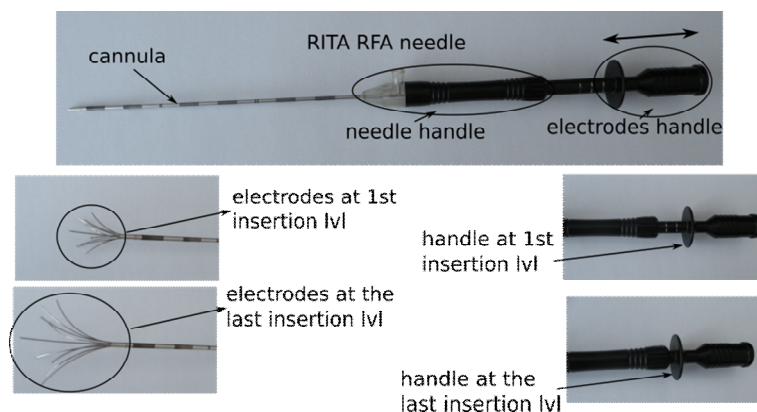 RITA RFA needle
cannula
needle handle
electrodes handle
electrodes at 1st
insertion lvl
handle at 1st
insertion lvl
electrodes at the
last insertion lvl
handle at the
last insertion lvl